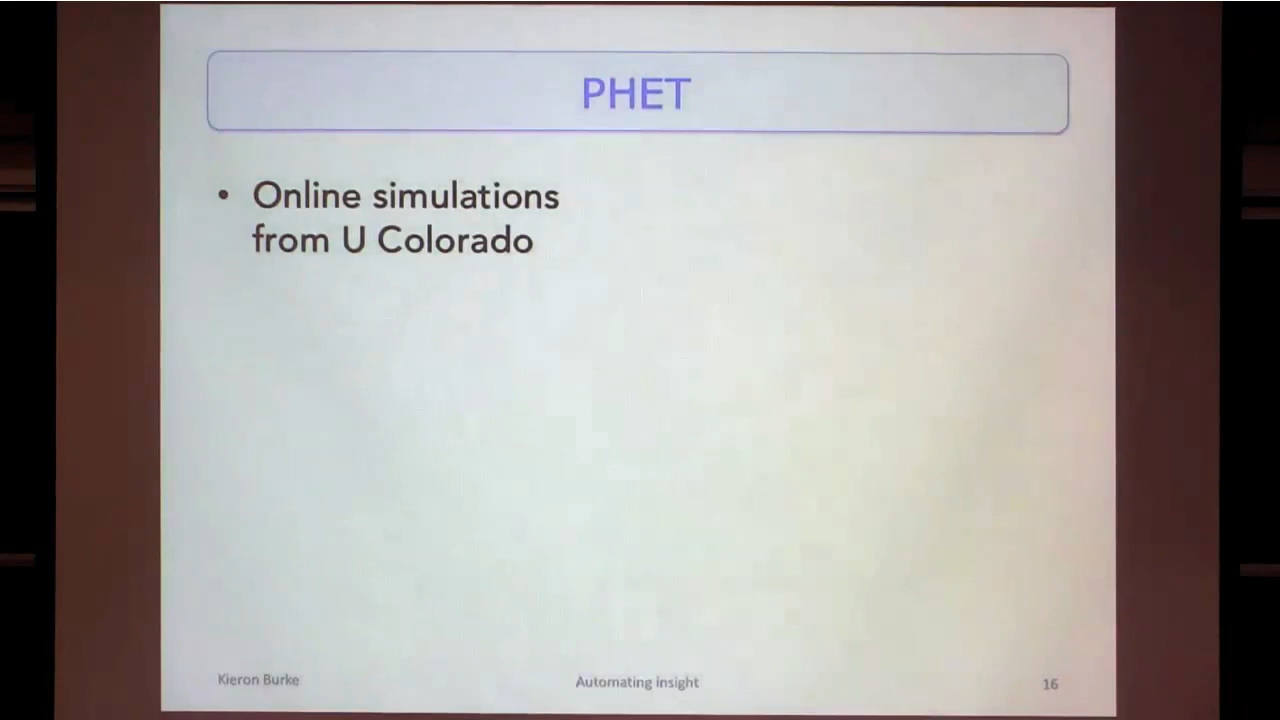 PHET
• Online simulations
from U Colorado
Kieron Burke
Automating insight
16